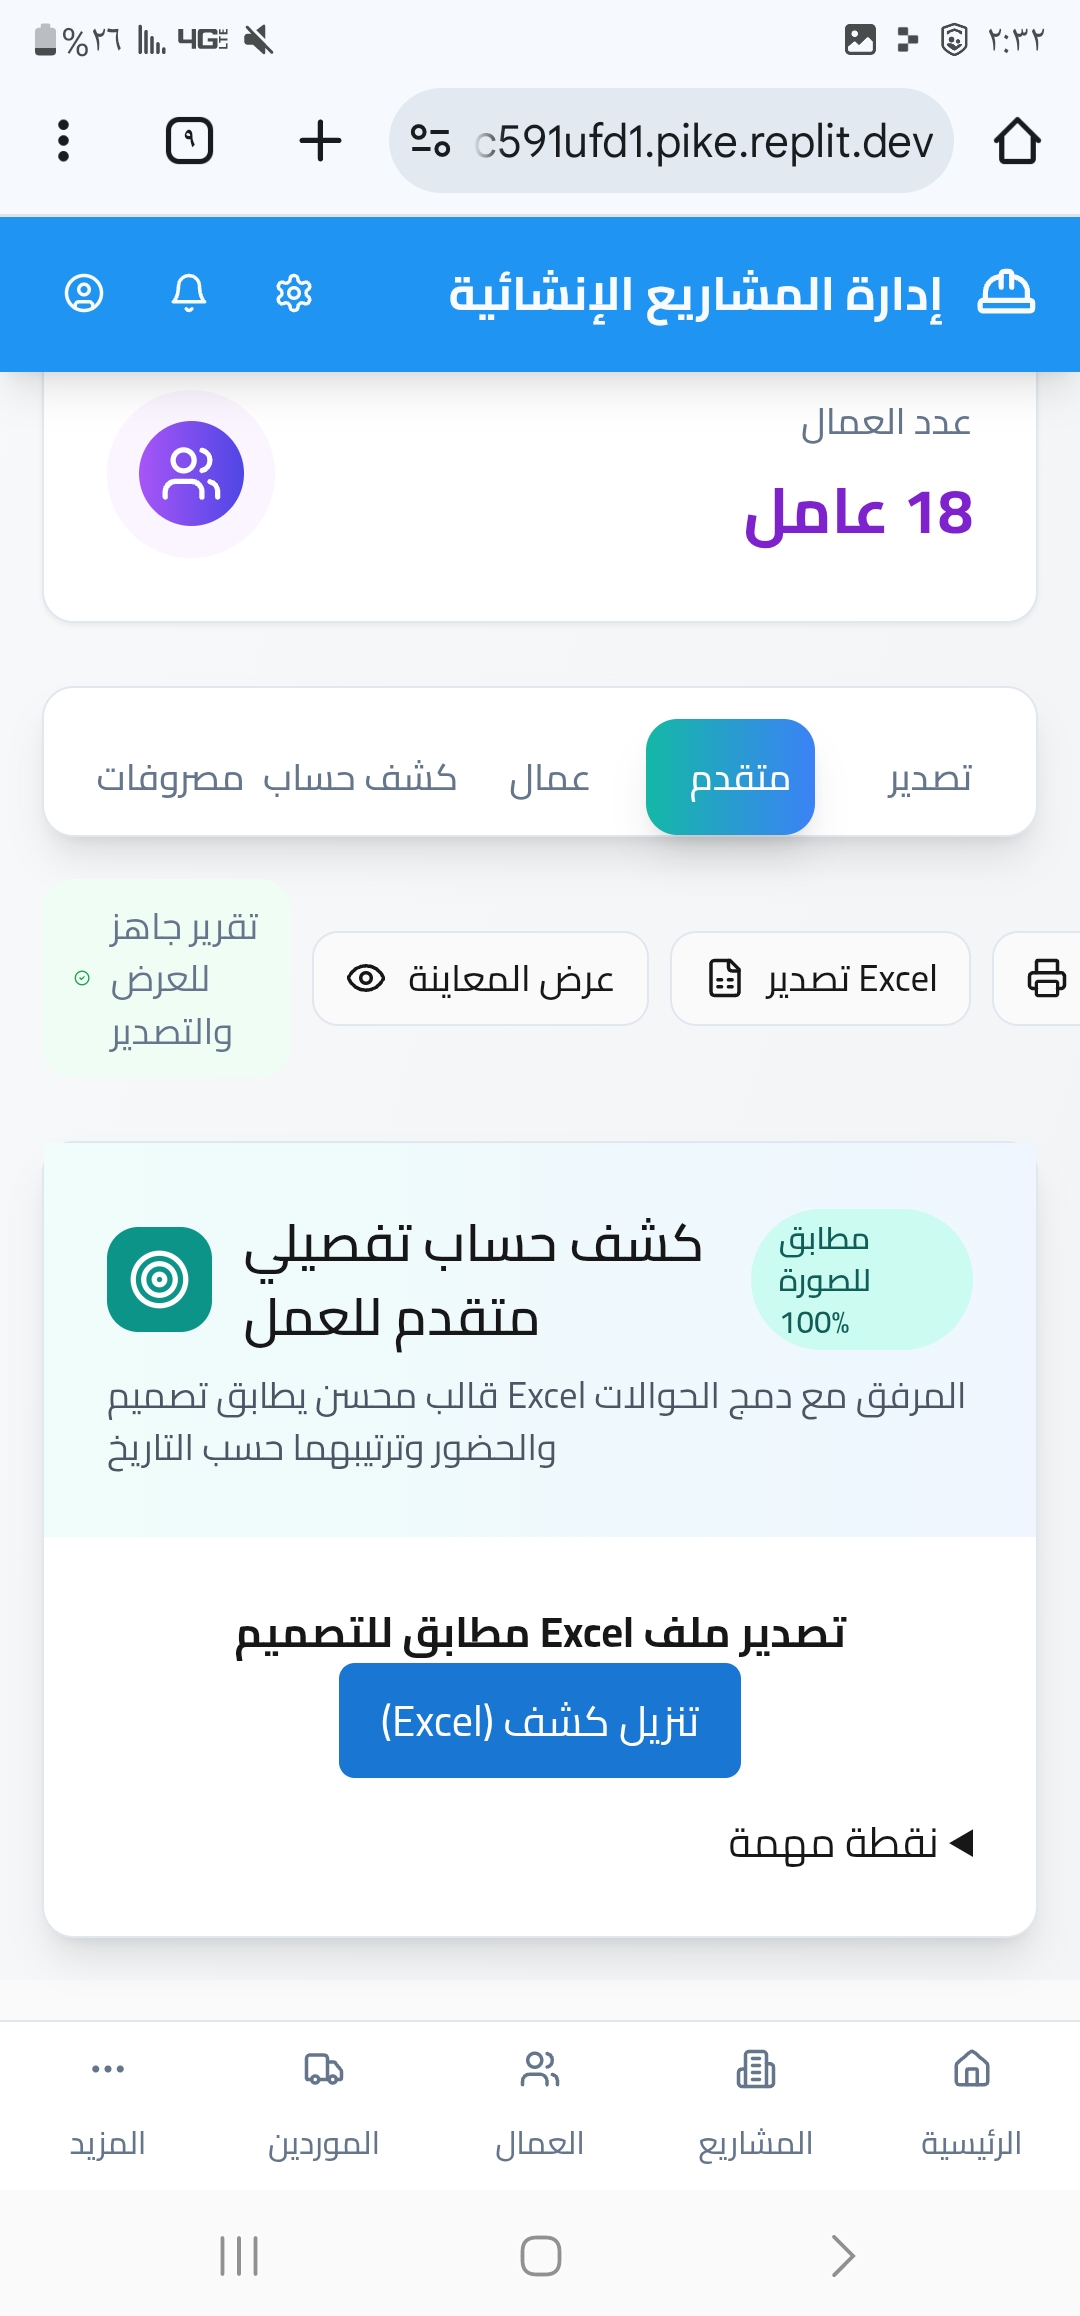 %٢٦
4G LTE
٢:٣٢
٩
c591ufd1.pike.replit.dev
إدارة المشاريع الإنشائية
عدد العمال
18 عامل
تصدير
متقدم
عمال
كشف حساب
مصروفات
تقرير جاهز
للعرض
والتصدير
عرض المعاينة
تصدير Excel
كشف حساب تفصيلي
متقدم للعمل
مطابق
للصورة
100%
قالب محسن يطابق تصميم Excel المرفق مع دمج الحوالات
والحضور وترتيبهما حسب التاريخ
تصدير ملف Excel مطابق للتصميم
تنزيل كشف (Excel)
نقطة مهمة
الرئيسية
المشاريع
العمال
الموردين
المزيد